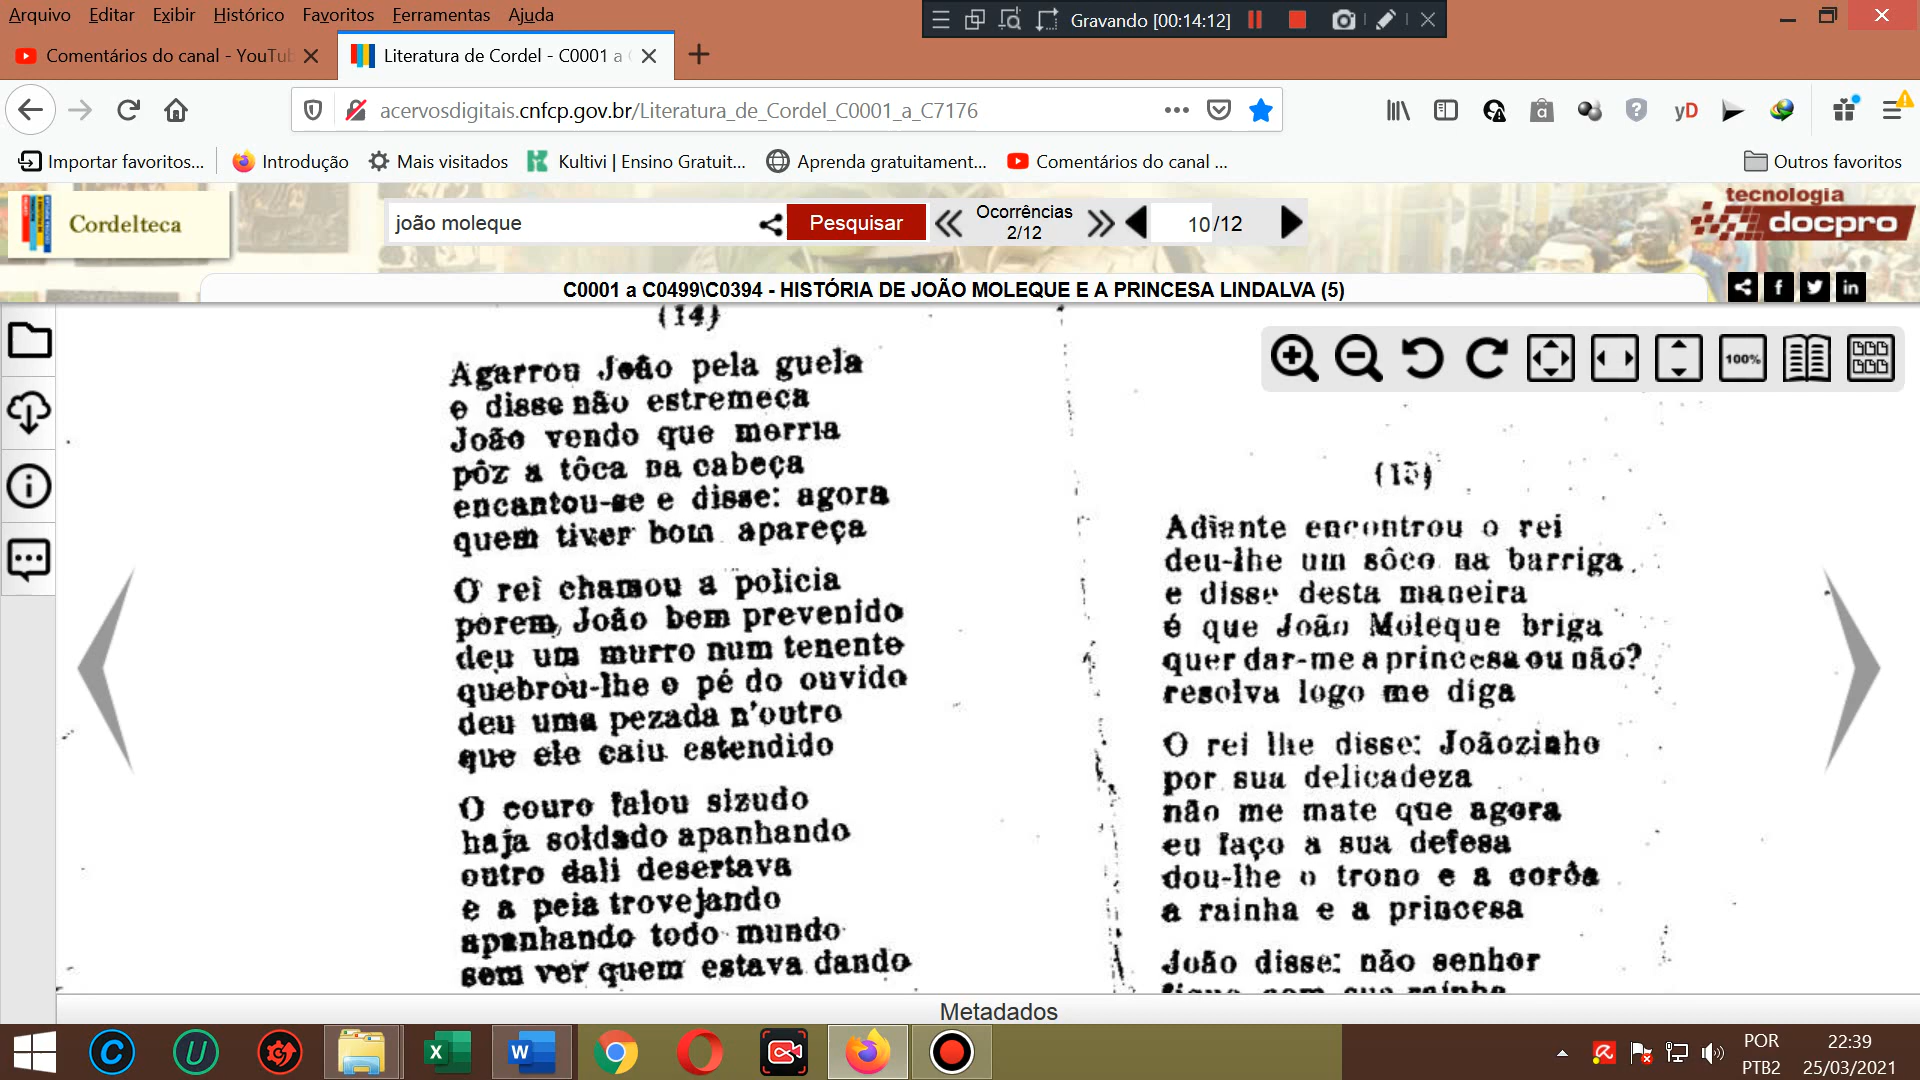 Arquivo Editar Exibir Histórico Favoritos Ferramentas Ajuda
Gravando [00:14:12]
Comentários do canal - YouTub
Literatura de Cordel - C0001 a
acervosdigitais.cnfcp.gov.br/Literatura_de_Cordel_C0001_a_C7176
Importar favoritos... Introdução Mais visitados Kultivi | Ensino Gratuit... Aprenda gratuitament... Comentários do canal ... Outros favoritos
Cordelteca
joão moleque
Pesquisar
Ocorrências
2/12
10/12
tecnologia
docpro
C0001 a C0499\C0394 - HISTÓRIA DE JOÃO MOLEQUE E A PRINCESA LINDALVA (5)
100%
(14)
Agarrou João pela guela
e disse não estremeca
João vendo que morria
pôz a tôca na cabeça
encantou-se e disse: agora
quem tiver bom apareça
O rei chamou a policia
porem, João bem prevenido
deu um murro num tenente
quebrou-lhe o pé do ouvido
deu uma pezada n'outro
que ele caiu estendido
O couro falou sizudo
haja soldado apanhando
outro dali desertava
e a peia trovejando
apanhando todo mundo
sem ver quem estava dando
(15)
Adiante encontrou o rei
deu-lhe um sôco na barriga
e disse desta maneira
é que João Moleque briga
quer dar-me a princesa ou não?
resolva logo me diga
O rei lhe disse: Joãozinho
por sua delicadeza
não me mate que agora
eu faço a sua defesa
dou-lhe o trono e a corôa
a rainha e a princesa
João disse: não senhor
fique com sua rainha
Metadados
POR
PTB2
22:39
25/03/2021